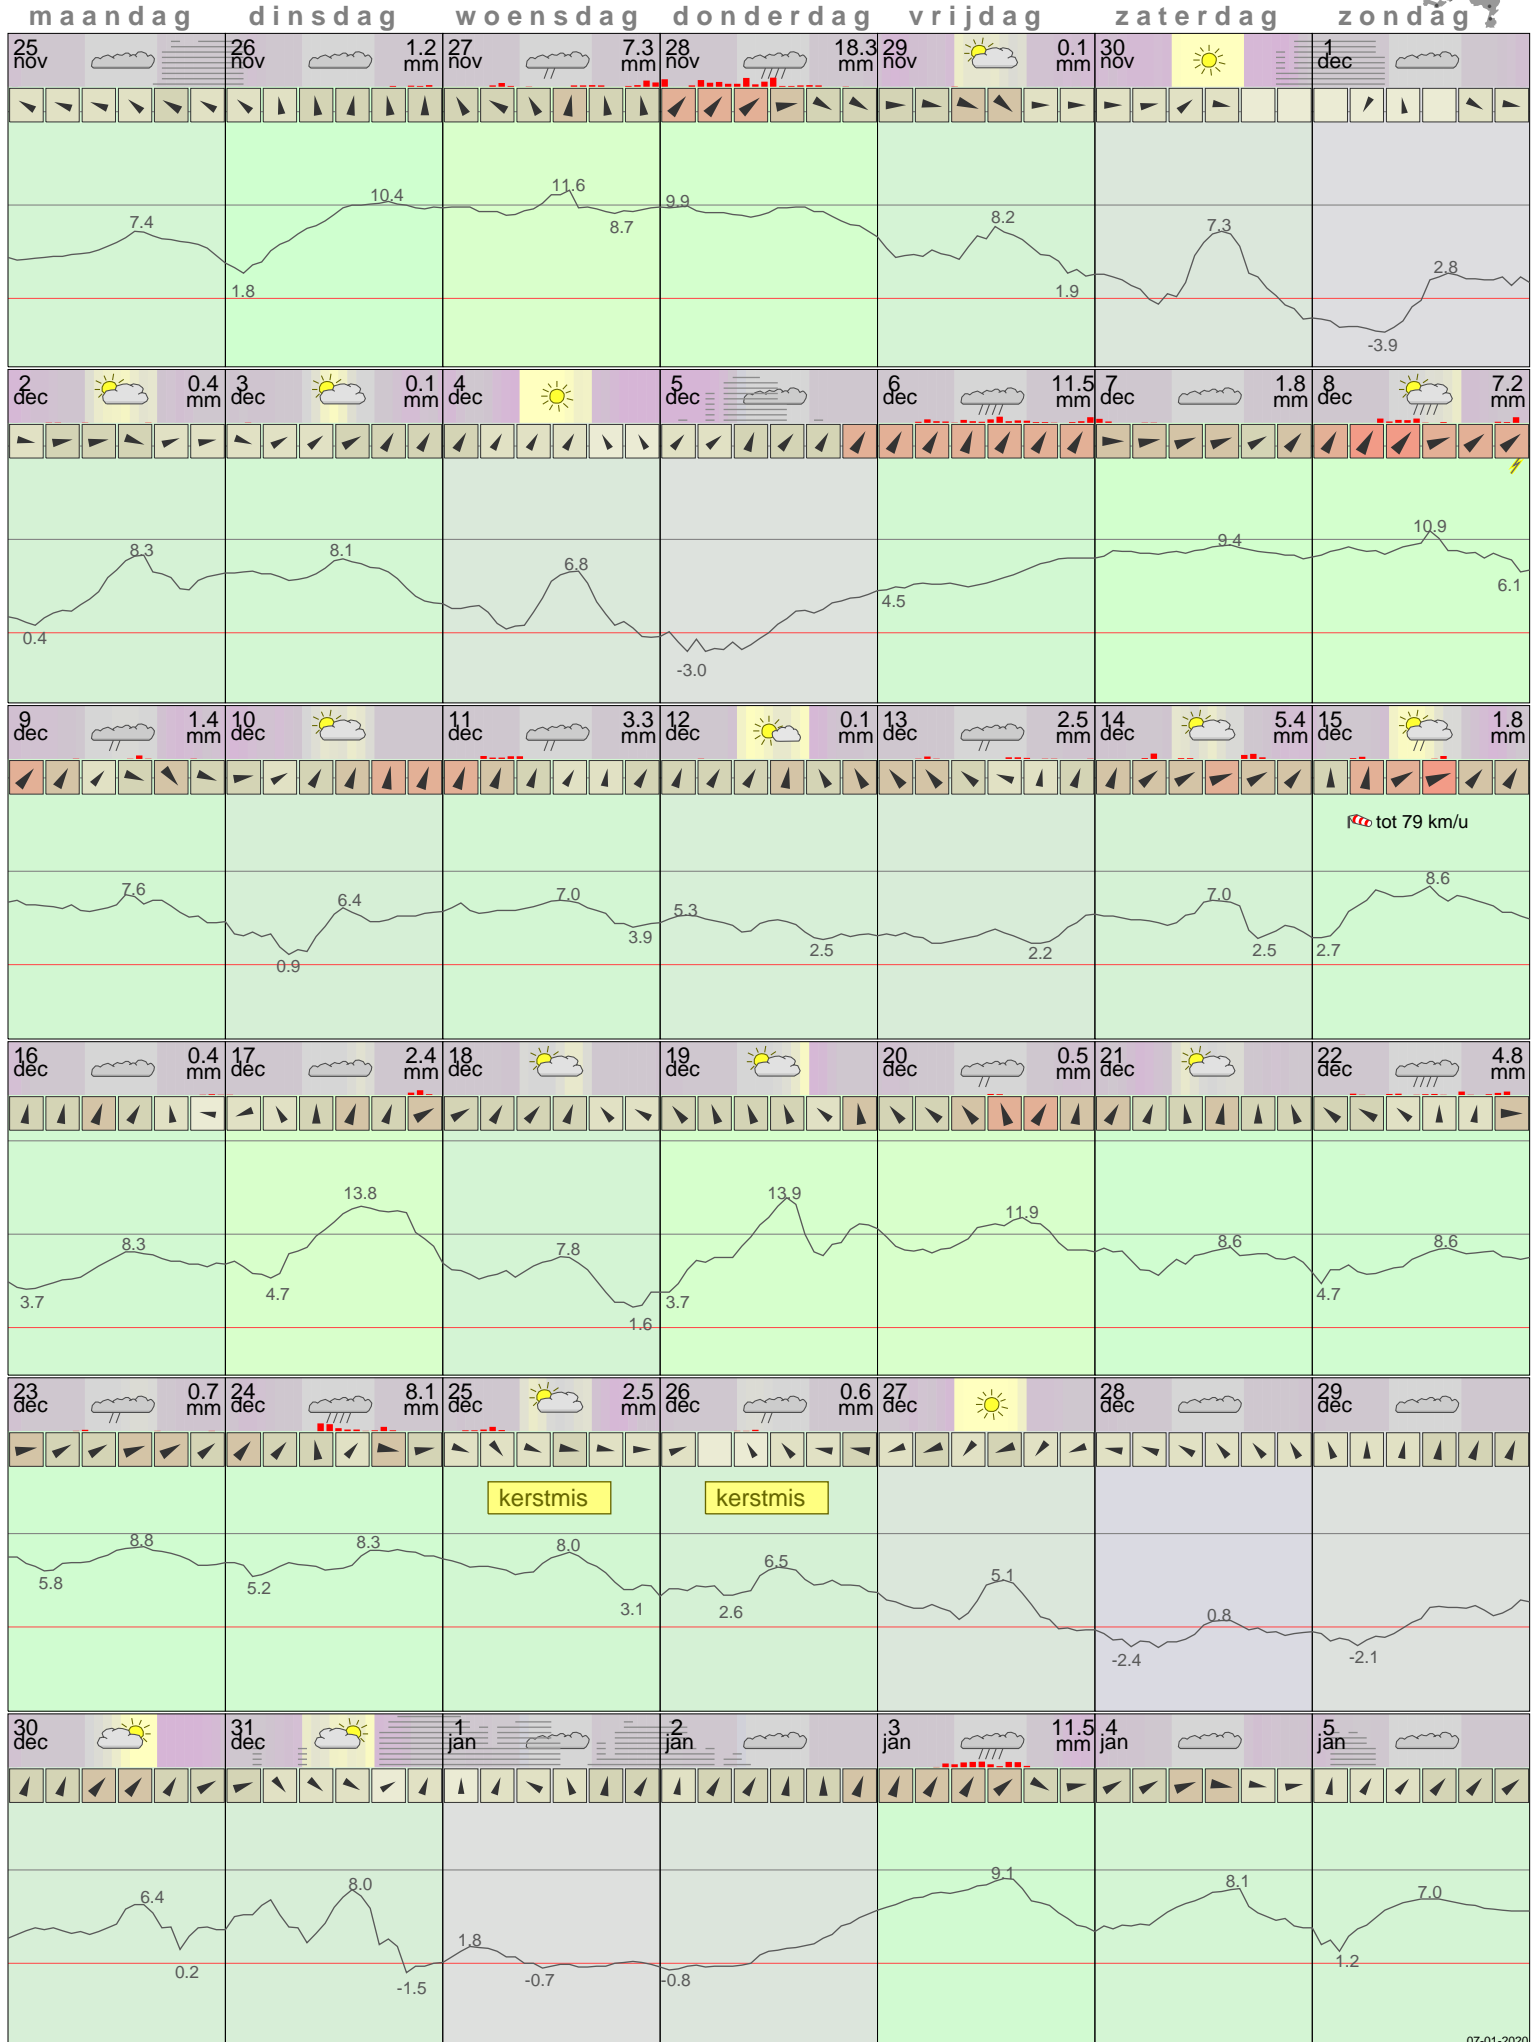 maandag dinsdag woensdag donderdag vrijdag zaterdag zondag
25 26 1.2 27 7.3 28 18.3 29 0.1 30 1
nov nov mm nov mm nov mm nov mm nov dec
11.6
10.4 9.9
7.4 8.7 8.2 7.3
1.8 1.9 2.8
-3.9
2 0.4 3 0.1 4 5 6 11.5 7 1.8 8 7.2
dec mm dec mm dec dec dec mm dec mm dec mm
10.9
8.3 8.1 9.4
6.8 6.1
4.5
0.4
-3.0
9 1.4 10 11 3.3 12 0.1 13 2.5 14 5.4 15 1.8
dec mm dec dec mm dec mm dec mm dec mm dec mm
tot 79 km/u
7.6 6.4 7.0 5.3 7.0 8.6
0.9 3.9 2.5 2.2 2.5 2.7
16 0.4 17 2.4 18 19 20 0.5 21 22 4.8
dec mm dec mm dec dec dec mm dec dec mm
13.8 13.9
11.9
8.3 7.8 8.6 8.6
3.7 4.7 1.6 3.7 4.7
23 0.7 24 8.1 25 2.5 26 0.6 27 28 29
dec mm dec mm dec mm dec mm dec dec dec
kerstmis kerstmis
8.8 8.3 8.0
5.8 5.2 6.5 5.1
3.1 2.6 0.8
-2.4 -2.1
30 31 1 2 3 11.5 4 5
dec dec jan jan jan mm jan jan
9.1
6.4 8.0 8.1 7.0
1.8
0.2 -1.5 -0.7 -0.8 1.2
07-01-2020